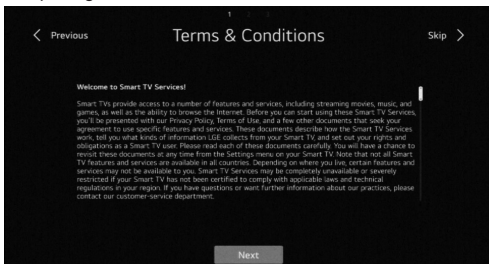 1
Previous
Terms & Conditions
Skip
Welcome to Smart TV Services!
Smart TVs provide access to a number of features and services, including streaming movies, music, and
games, as well as the ability to browse the Internet. Before you can start using these Smart TV Services,
you'll be presented with our Privacy Policy, Terms of Use, and a few other documents that seek your
agreement to use specific features and services. These documents describe how the Smart TV Services
work, tell you what kinds of information LGE collects from your Smart TV, and set out your rights and
obligations as a Smart TV user. Please read each of these documents carefully. You will have a chance to
revisit these documents at any time from the Settings menu on your Smart TV. Note that not all Smart
TV features and services are available in all countries. Depending on where you live, certain features and
services may not be available to you. Smart TV Services may be completely unavailable or severely
restricted if your Smart TV has not been certified to comply with applicable laws and technical
regulations in your region. If you have questions or want further information about our practices, please
contact our customer-service department.
Next